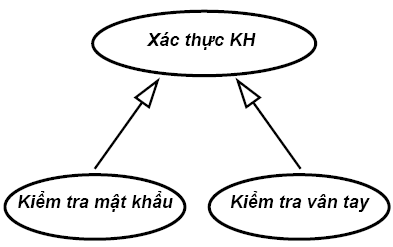 Xác thực KH
Kiểm tra mật khẩu
Kiểm tra vân tay